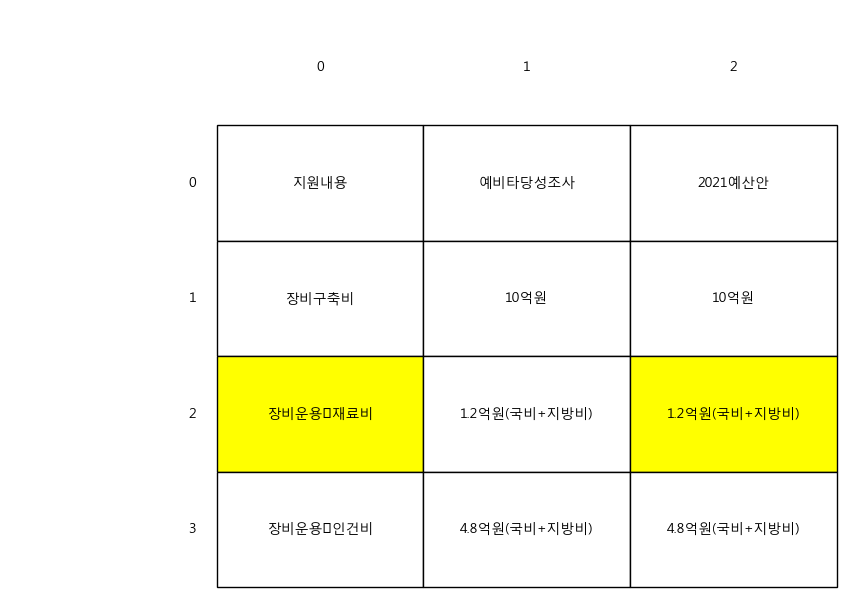 0 1 2
0 지원내용 예비타당성조사 2021예산안
1 장비구축비 10억원 10억원
2 장비운용▯재료비 1.2억원(국비+지방비) 1.2억원(국비+지방비)
3 장비운용▯인건비 4.8억원(국비+지방비) 4.8억원(국비+지방비)